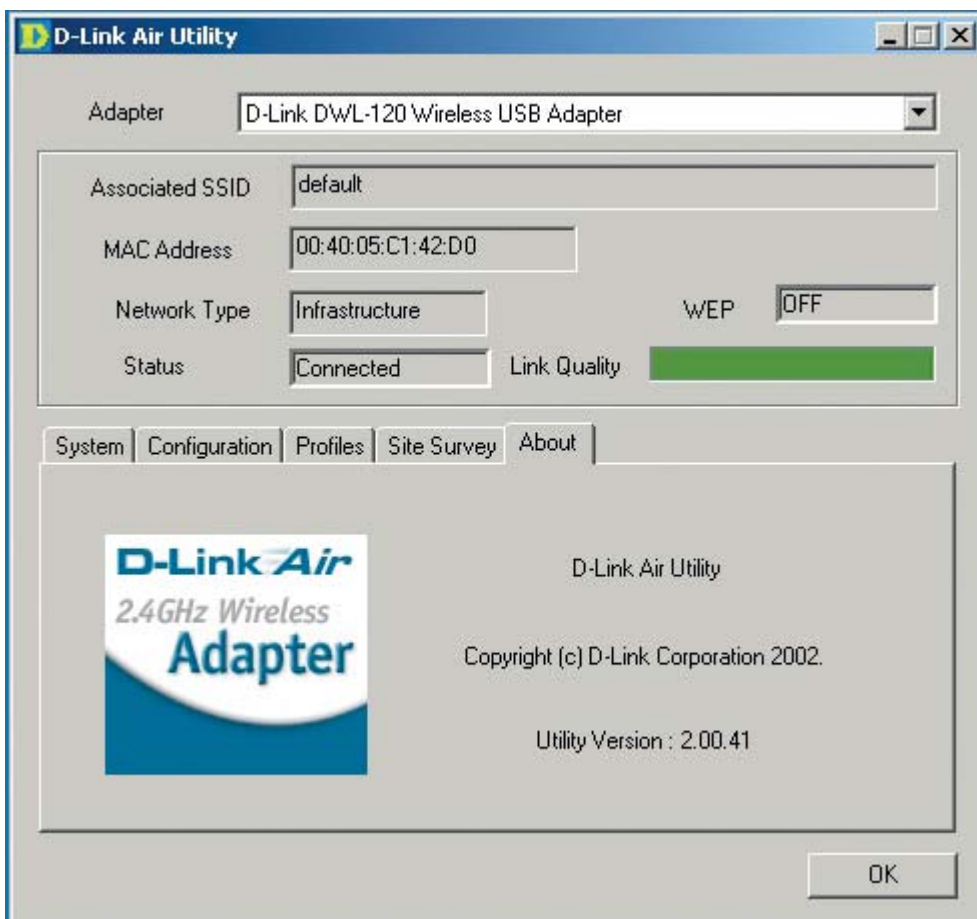 D-Link Air Utility
Adapter D-Link DWL-120 Wireless USB Adapter
Associated SSID default
MAC Address 00:40:05:C1:42:D0
Network Type Infrastructure WEP OFF
Status Connected Link Quality
System Configuration Profiles Site Survey About
D-Link Air
2.4GHz Wireless
Adapter
D-Link Air Utility
Copyright (c) D-Link Corporation 2002.
Utility Version : 2.00.41
OK